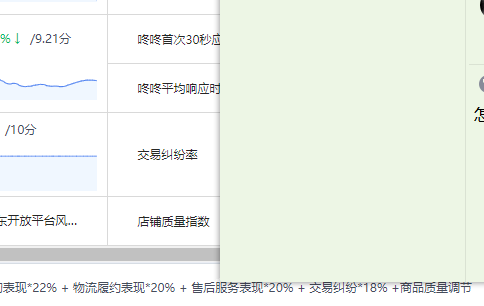 %↓ /9.21分
咚咚首次30秒应
咚咚平均响应时
/10分
交易纠纷率
东开放平台风...
店铺质量指数
表现*22% + 物流履约表现*20% + 售后服务表现*20% + 交易纠纷*18% +商品质量调节